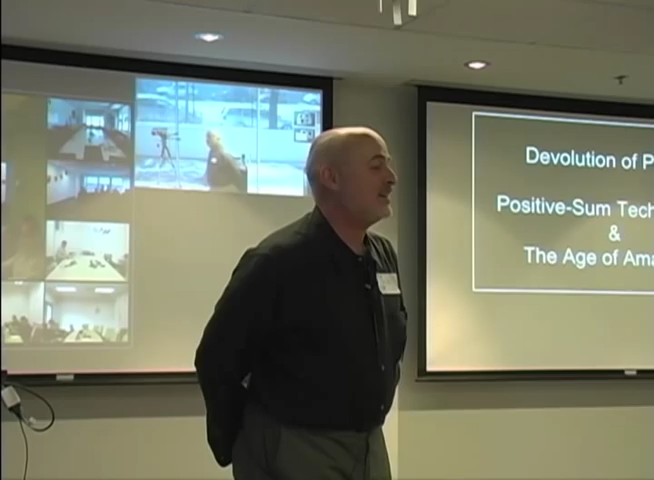 Devolution of P
Positive-Sum Tech
&
The Age of Ama